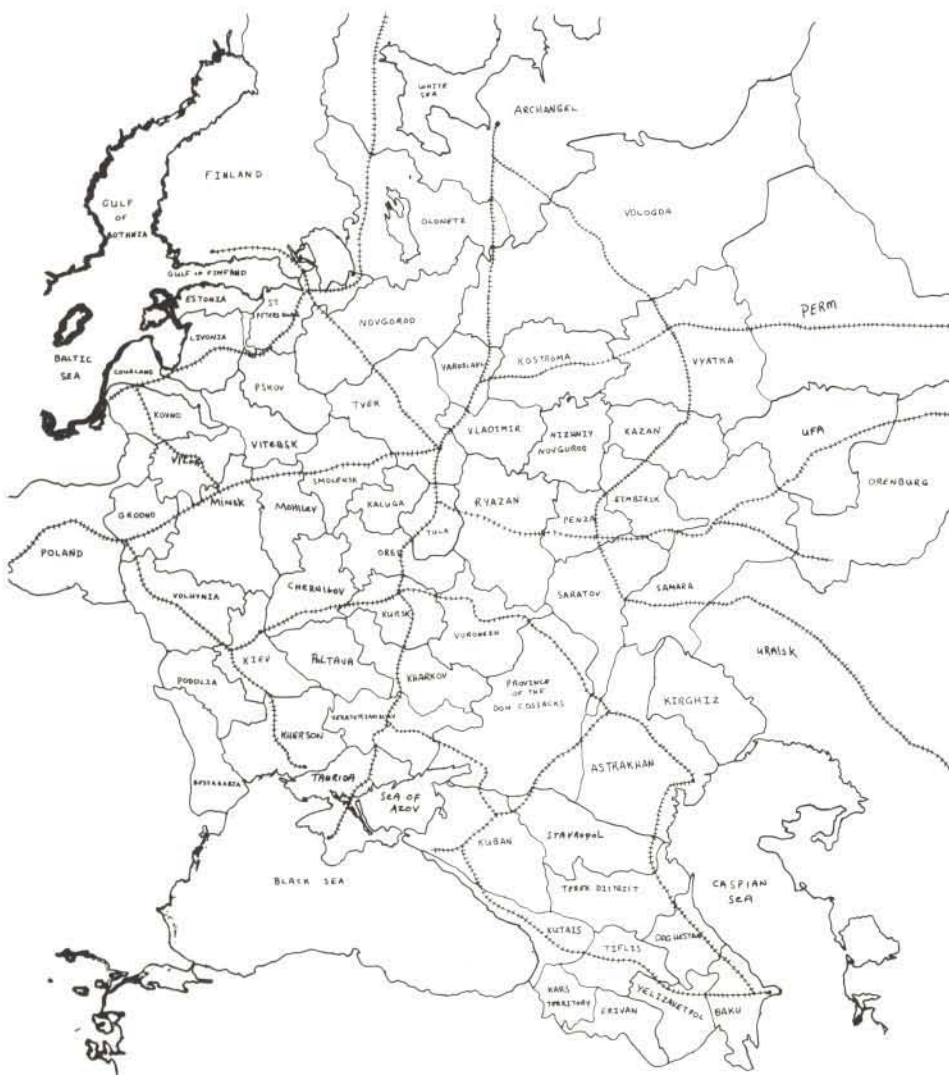 WHITE
SEA
ARCHANGEL
FINLAND
GULF
OF
BOTHNIA
OLONETZ
VOLOGDA
GULF OF FINLAND
ESTONIA
ST
PETERSBURG
NOVGOROD
PERM
LIVONIA
BALTIC
SEA
YAROSLAVL
KOSTROMA
VYATKA
COURLAND
PSKOV
TVER
KOVNO
VLADIMIR
NIZHNIY
NOVGOROD
KAZAN
UFA
VITEBSK
VILNA
SMOLENSK
ORENBURG
GRODNO
MINSK
MOHILEV
KALUGA
RYAZAN
SIMBIRSK
PENZA
TULA
POLAND
OREL
CHERNIGOV
VOLHYNIA
SARATOV
SAMARA
KURSK
VORONEZH
KIEV
POLTAVA
URALSK
PODOLIA
KHARKOV
PROVINCE
OF THE
DON COSSACKS
KIRGHIZ
YEKATERINOSLAV
KHERSON
ASTRAKHAN
TAURIDA
BESSARABIA
SEA OF
AZOV
KUBAN
STAVROPOL
BLACK SEA
TEREK DISTRICT
CASPIAN
SEA
KUTAIS
TIFLIS
DAGHESTAN
KARS
TERRITORY
ERIVAN
YELIZAVETPOL
BAKU